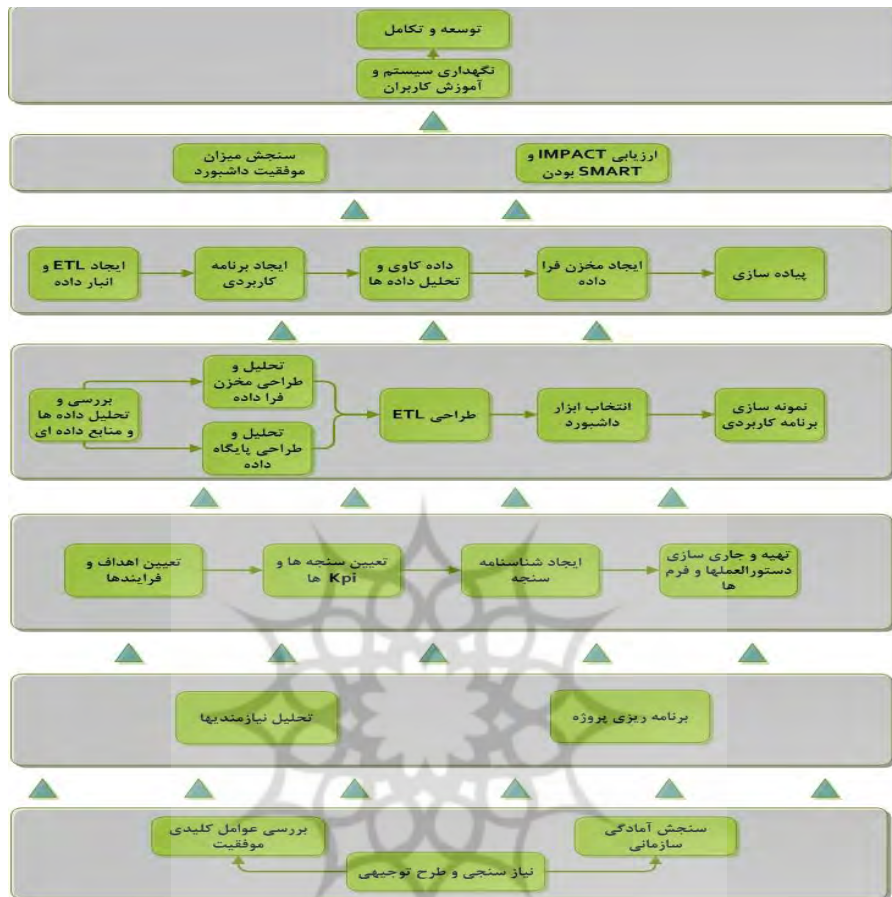 توسعه و تکامل
نگهداری سیستم و
آموزش کاربران
ارزیابی IMPACT و
SMART بودن
سنجش میزان
موفقیت داشبورد
ایجاد ETL و
انبار داده
ایجاد برنامه
کاربردی
داده کاوی و
تحلیل داده ها
ایجاد مخزن فرا
داده
پیاده سازی
بررسی و
تحلیل داده ها
و منابع داده ای
تحلیل و
طراحی مخزن
فرا داده
تحلیل و
طراحی پایگاه
داده
طراحی ETL
انتخاب ابزار
داشبورد
نمونه سازی
برنامه کاربردی
تعیین اهداف و
فرایندها
تعیین سنجه ها و
Kpi ها
ایجاد شناسنامه
سنجه
تهیه و جاری سازی
دستورالعملها و فرم
ها
برنامه ریزی پروژه
تحلیل نیازمندیها
سنجش آمادگی
سازمانی
بررسی عوامل کلیدی
موفقیت
نیاز سنجی و طرح توجیهی